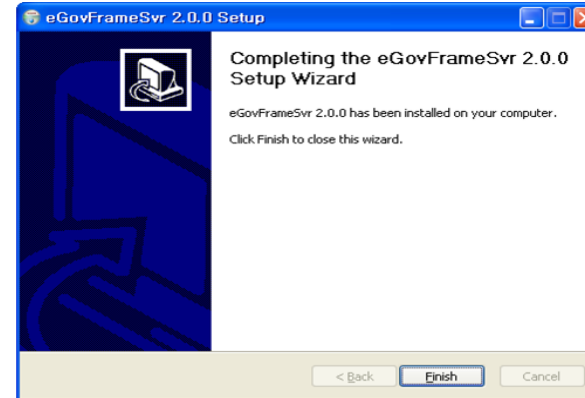 eGovFrameSvr 2.0.0 Setup
Completing the eGovFrameSvr 2.0.0
Setup Wizard
eGovFrameSvr 2.0.0 has been installed on your computer.
Click Finish to close this wizard.
< Back
Finish
Cancel